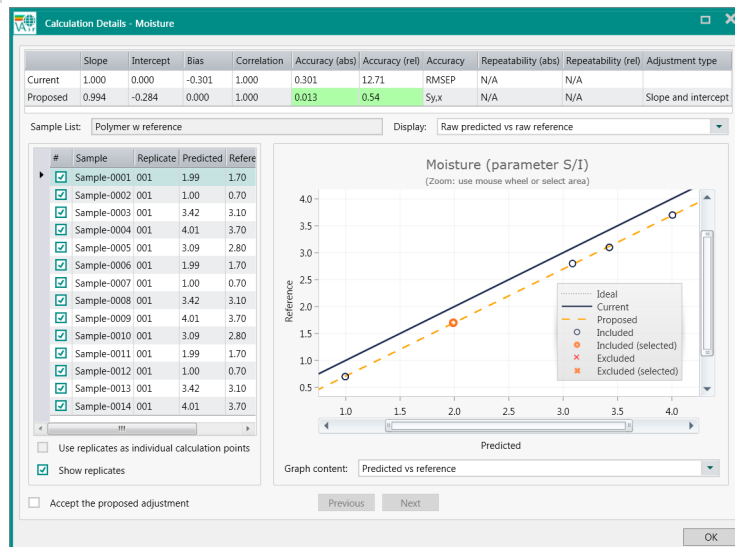 Calculation Details - Moisture
Slope Intercept Bias Correlation Accuracy (abs) Accuracy (rel) Accuracy Repeatability (abs) Repeatability (rel) Adjustment type
Current 1.000 0.000 -0.301 1.000 0.301 12.71 RMSEP N/A N/A
Proposed 0.994 -0.284 0.000 1.000 0.013 0.54 Sy,x N/A N/A Slope and intercept
Sample List: Polymer w reference Display: Raw predicted vs raw reference
# Sample Replicate Predicted Refere
Sample-0001 001 1.99 1.70
Sample-0002 001 1.00 0.70
Sample-0003 001 3.42 3.10
Sample-0004 001 4.01 3.70
Sample-0005 001 3.09 2.80
Sample-0006 001 1.99 1.70
Sample-0007 001 1.00 0.70
Sample-0008 001 3.42 3.10
Sample-0009 001 4.01 3.70
Sample-0010 001 3.09 2.80
Sample-0011 001 1.99 1.70
Sample-0012 001 1.00 0.70
Sample-0013 001 3.42 3.10
Sample-0014 001 4.01 3.70
Use replicates as individual calculation points
Show replicates
Moisture (parameter S/I)
(Zoom: use mouse wheel or select area)
4.0
3.5
3.0
2.5
2.0
1.5
1.0
0.5
Reference
Ideal
Current
Proposed
Included
Included (selected)
Excluded
Excluded (selected)
1.0 1.5 2.0 2.5 3.0 3.5 4.0
Predicted
Graph content: Predicted vs reference
Accept the proposed adjustment
Previous Next
OK